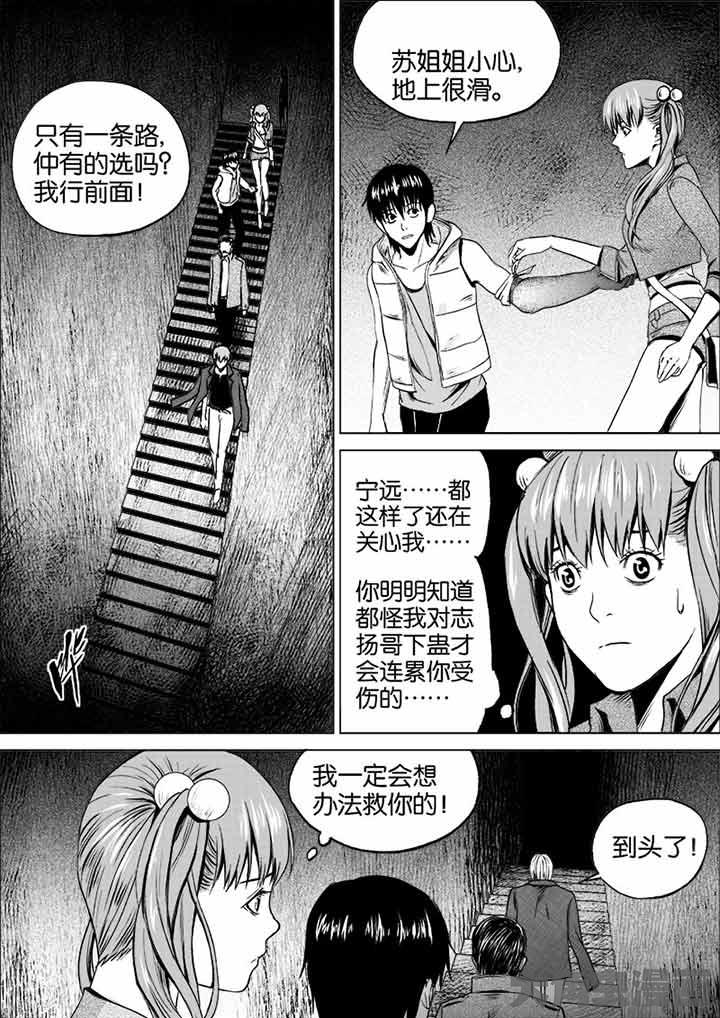 只有一条路,
仲有的选吗?
我行前面!
苏姐姐小心,
地上很滑。
宁远……都
这样了还在
关心我……
你明明知道
都怪我对志
扬哥下蛊才
会连累你受
伤的……
我一定会想
办法救你的!
到头了!